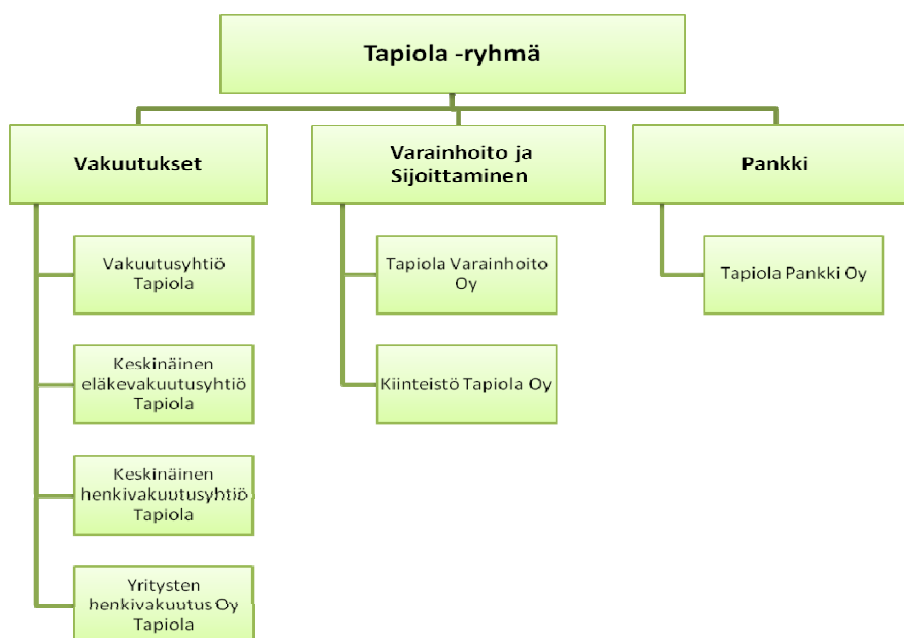 Tapiola -ryhmä
Vakuutukset
Vakuutusyhtiö
Tapiola
Keskinäinen
eläkevakuutusyhtiö
Tapiola
Keskinäinen
henkivakuutusyhtiö
Tapiola
Yritysten
henkivakuutus Oy
Tapiola
Varainhoito ja
Sijoittaminen
Tapiola Varainhoito
Oy
Kiinteistö Tapiola Oy
Pankki
Tapiola Pankki Oy